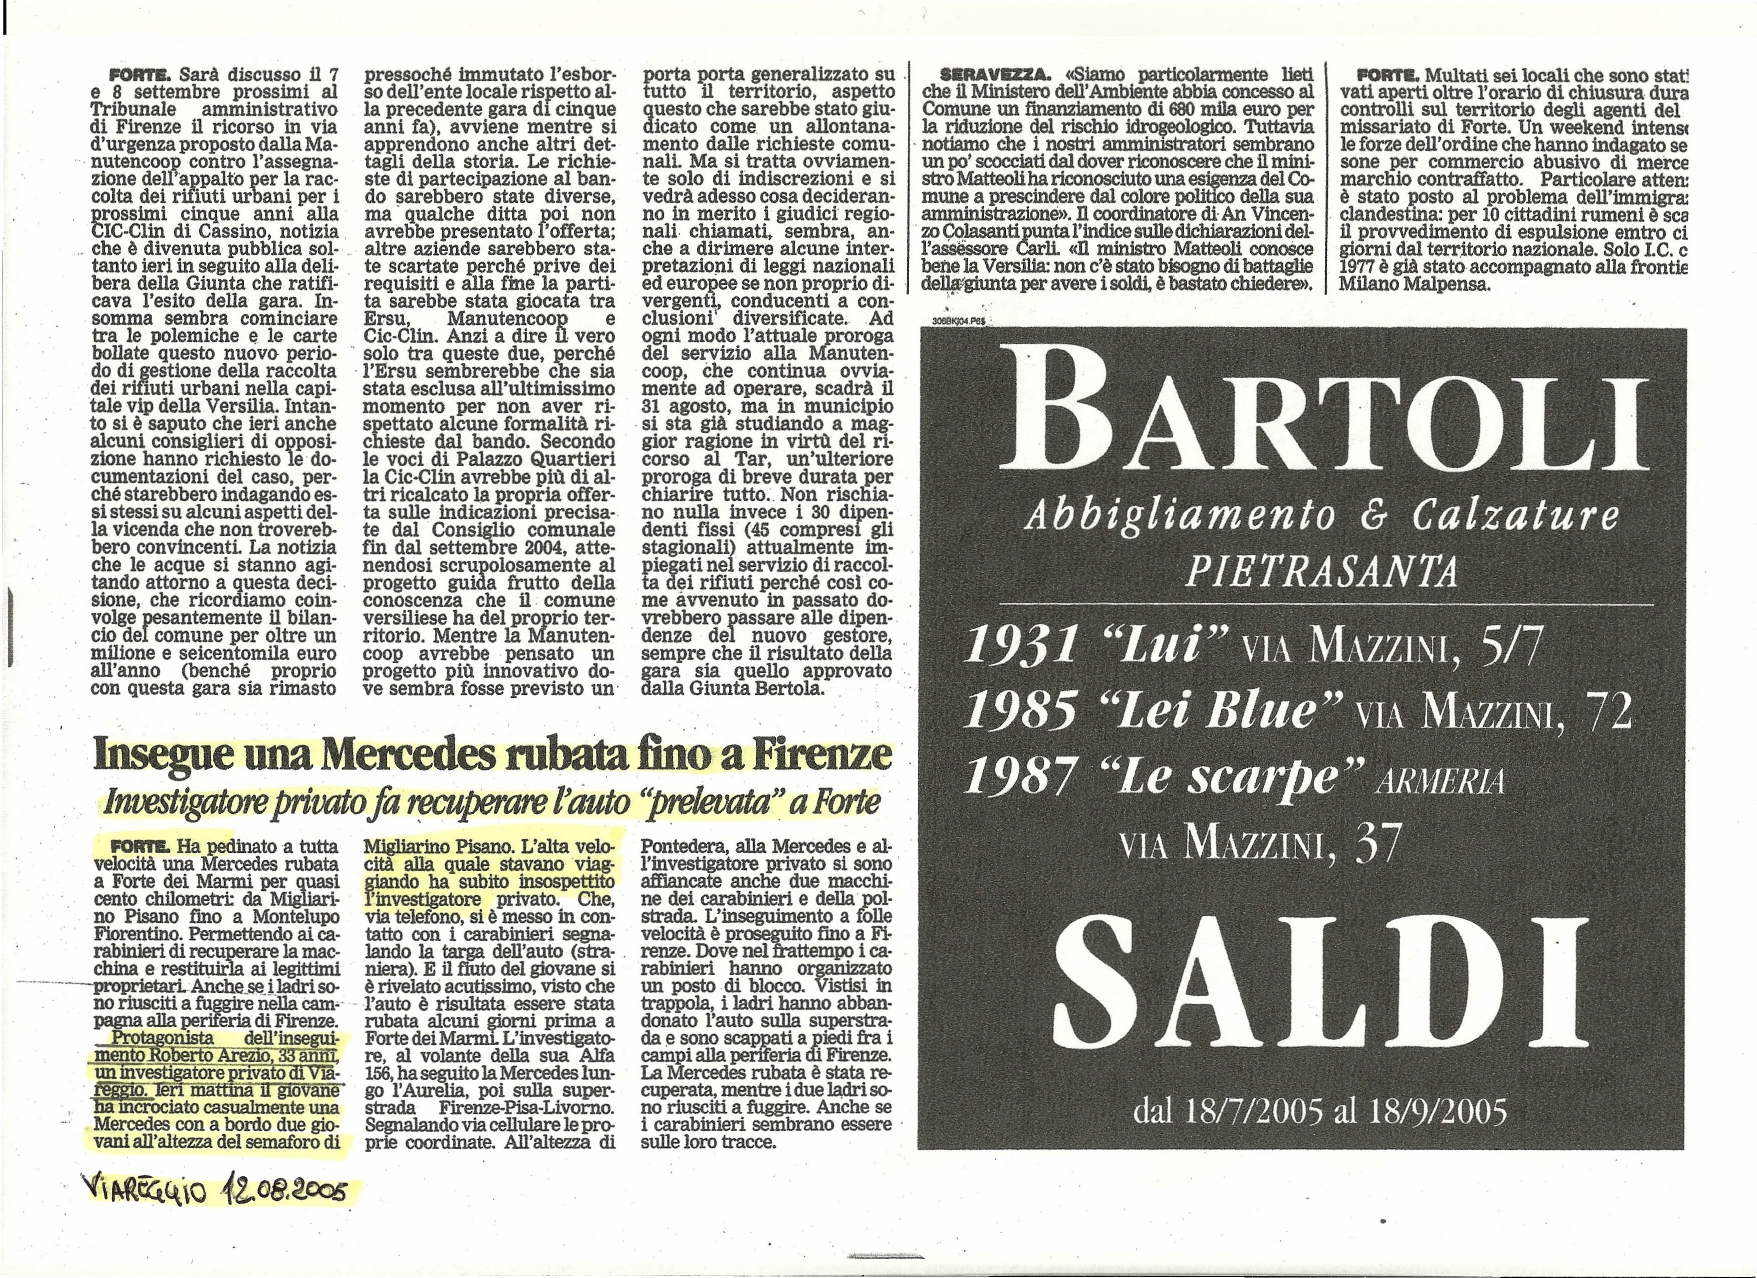 FORTE. Sarà discusso il 7
e 8 settembre prossimi al
Tribunale amministrativo
di Firenze il ricorso in via
d'urgenza proposto dalla Ma-
nutencoop contro l'assegna-
zione dell'appalto per la rac-
colta dei rifiuti urbani per i
prossimi cinque anni alla
CIC-Clin di Cassino, notizia
che è divenuta pubblica sol-
tanto ieri in seguito alla deli-
bera della Giunta che ratifi-
cava l'esito della gara. In-
somma sembra cominciare
tra le polemiche e le carte
bollate questo nuovo perio-
do di gestione della raccolta
dei rifiuti urbani nella capi-
tale vip della Versilia. Intan-
to si è saputo che ieri anche
alcuni consiglieri di opposi-
zione hanno richiesto le do-
cumentazioni del caso, per-
ché starebbero indagando es-
si stessi su alcuni aspetti del-
la vicenda che non troverеb-
bero convincenti. La notizia
che le acque si stanno agi-
tando attorno a questa deci-
sione, che ricordiamo coin-
volge pesantemente il bilan-
cio del comune per oltre un
milione e seicentomila euro
all'anno (benché proprio
con questa gara sia rimasto
pressoché immutato l'esbor-
so dell'ente locale rispetto al-
la precedente gara di cinque
anni fa), avviene mentre si
apprendono anche altri det-
tagli della storia. Le richie-
ste di partecipazione al ban-
do sarebbero state diverse,
ma qualche ditta poi non
avrebbe presentato l'offerta;
altre aziende sarebbero sta-
te scartate perché prive dei
requisiti e alla fine la parti-
ta sarebbe stata giocata tra
Ersu, Manutencoop e
Cic-Clin. Anzi a dire il vero
solo tra queste due, perché
l'Ersu sembrerebbe che sia
stata esclusa all'ultimissimo
momento per non aver ri-
spettato alcune formalità ri-
chieste dal bando. Secondo
le voci di Palazzo Quartieri
la Cic-Clin avrebbe più di al-
tri ricalcato la propria offer-
ta sulle indicazioni precisa-
te dal Consiglio comunale
fin dal settembre 2004, atte-
nendosi scrupolosamente al
progetto guida frutto della
conoscenza che il comune
versiliese ha del proprio ter-
ritorio. Mentre la Manuten-
coop avrebbe pensato un
progetto più innovativo do-
ve sembra fosse previsto un
porta porta generalizzato su
tutto il territorio, aspetto
questo che sarebbe stato giu-
dicato come un allontana-
mento dalle richieste comu-
nali. Ma si tratta ovviamen-
te solo di indiscrezioni e si
vedrà adesso cosa decideran-
no in merito i giudici regio-
nali chiamati, sembra, an-
che a dirimere alcune inter-
pretazioni di leggi nazionali
ed europee se non proprio di-
vergenti, conducenti a con-
clusioni diversificate. Ad
ogni modo l'attuale proroga
del servizio alla Manuten-
coop, che continua ovvia-
mente ad operare, scadrà il
31 agosto, ma in municipio
si sta già studiando a mag-
gior ragione in virtù del ri-
corso al Tar, un'ulteriore
proroga di breve durata per
chiarire tutto. Non rischia-
no nulla invece i 30 dipen-
denti fissi (45 compresi gli
stagionali) attualmente im-
piegati nel servizio di raccol-
ta dei rifiuti perché così co-
me avvenuto in passato do-
vrebbero passare alle dipen-
denze del nuovo gestore,
sempre che il risultato della
gara sia quello approvato
dalla Giunta Bertola.
SERAVEZZA. «Siamo particolarmente lieti
che il Ministero dell'Ambiente abbia concesso al
Comune un finanziamento di 680 mila euro per
la riduzione del rischio idrogeologico. Tuttavia
notiamo che i nostri amministratori sembrano
un po' scocciati dal dover riconoscere che il mini-
stro Matteoli ha riconosciuto una esigenza del Co-
mune a prescindere dal colore politico della sua
amministrazione». Il coordinatore di An Vincen-
zo Colasanti punta l'indice sulle dichiarazioni del-
l'assessore Carli. «Il ministro Matteoli conosce
bene la Versilia: non c'è stato bisogno di battaglie
della giunta per avere i soldi, è bastato chiedere».
FORTE. Multati sei locali che sono stati
vati aperti oltre l'orario di chiusura dura
controlli sul territorio degli agenti del
missariato di Forte. Un weekend intenso
le forze dell'ordine che hanno indagato se
sone per commercio abusivo di merce
marchio contraffatto. Particolare atten
è stato posto al problema dell'immigra
clandestina: per 10 cittadini rumeni è sca
il provvedimento di espulsione emtro ci
giorni dal territorio nazionale. Solo I.C. c
1977 è già stato accompagnato alla frontie
Milano Malpensa.
306BKJ04.P65
BARTOLI
Abbigliamento & Calzature
PIETRASANTA
1931 “Lui” VIA MAZZINI, 5/7
1985 “Lei Blue” VIA MAZZINI, 72
1987 “Le scarpe” ARMERIA
VIA MAZZINI, 37
SALDI
dal 18/7/2005 al 18/9/2005
Insegue una Mercedes rubata fino a Firenze
Investigatore privato fa recuperare l'auto “prelevata” a Forte
FORTE. Ha pedinato a tutta
velocità una Mercedes rubata
a Forte dei Marmi per quasi
cento chilometri: da Migliari-
no Pisano fino a Montelupo
Fiorentino. Permettendo ai ca-
rabinieri di recuperare la mac-
china e restituirla ai legittimi
proprietari. Anche se i ladri so-
no riusciti a fuggire nella cam-
pagna alla periferia di Firenze.
Protagonista dell'insegui-
mento Roberto Arezio, 33 anni,
un investigatore privato di Via-
reggio. Ieri mattina il giovane
ha incrociato casualmente una
Mercedes con a bordo due gio-
vani all'altezza del semaforo di
Migliarino Pisano. L'alta velo-
cità alla quale stavano viag-
giando ha subito insospettito
l'investigatore privato. Che,
via telefono, si è messo in con-
tatto con i carabinieri segna-
lando la targa dell'auto (stra-
niera). E il fiuto del giovane si
è rivelato acutissimo, visto che
l'auto è risultata essere stata
rubata alcuni giorni prima a
Forte dei Marmi. L'investigato-
re, al volante della sua Alfa
156, ha seguito la Mercedes lun-
go l'Aurelia, poi sulla super-
strada Firenze-Pisa-Livorno.
Segnalando via cellulare le pro-
prie coordinate. All'altezza di
Pontedera, alla Mercedes e al-
l'investigatore privato si sono
affiancate anche due macchi-
ne dei carabinieri e della pol-
strada. L'inseguimento a folle
velocità è proseguito fino a Fi-
renze. Dove nel frattempo i ca-
rabinieri hanno organizzato
un posto di blocco. Vistisi in
trappola, i ladri hanno abban-
donato l'auto sulla superstra-
da e sono scappati a piedi fra i
campi alla periferia di Firenze.
La Mercedes rubata è stata re-
cuperata, mentre i due ladri so-
no riusciti a fuggire. Anche se
i carabinieri sembrano essere
sulle loro tracce.
VIAREGGIO 12.08.2005